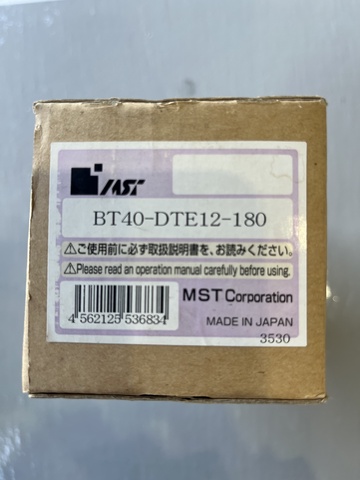 MST
BT40-DTE12-180
⚠ご使用前に必ず取扱説明書を、お読みください。
⚠Please read an operation manual carefully before using.
MST Corporation
4 562125 536834
MADE IN JAPAN
3530